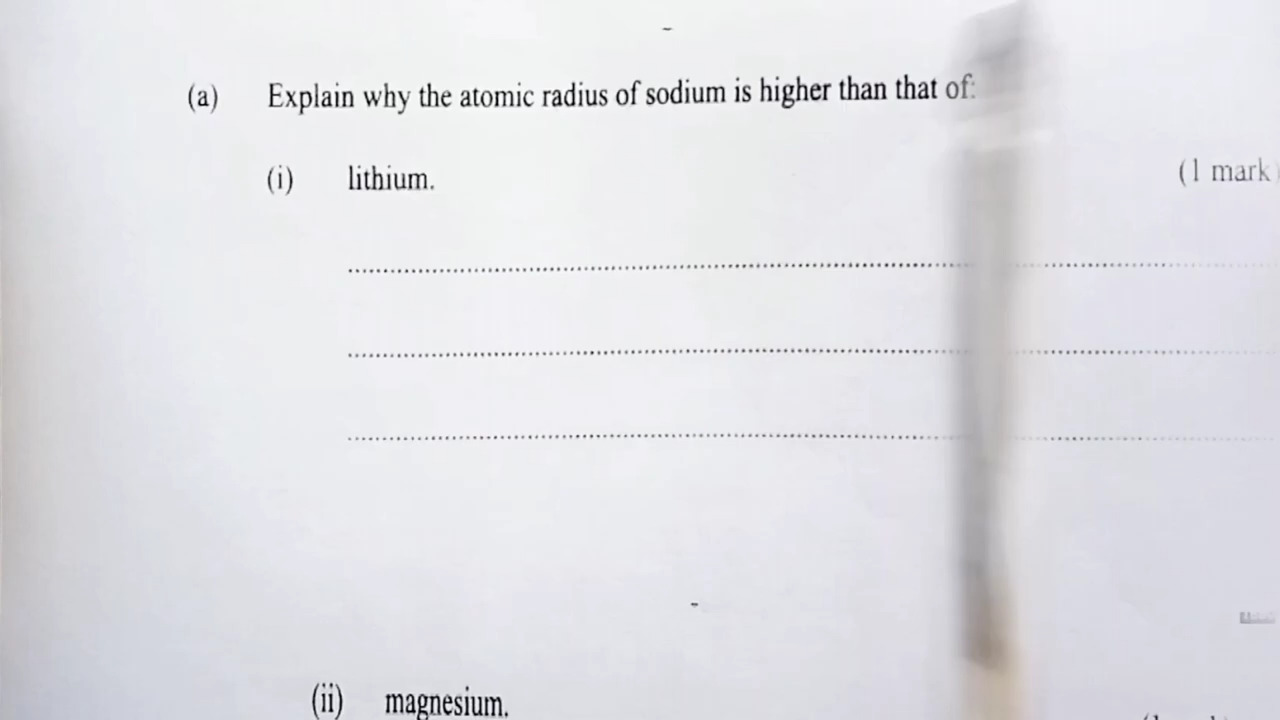 (a) Explain why the atomic radius of sodium is higher than that of:
(i) lithium. (1 mark)
(ii) magnesium.